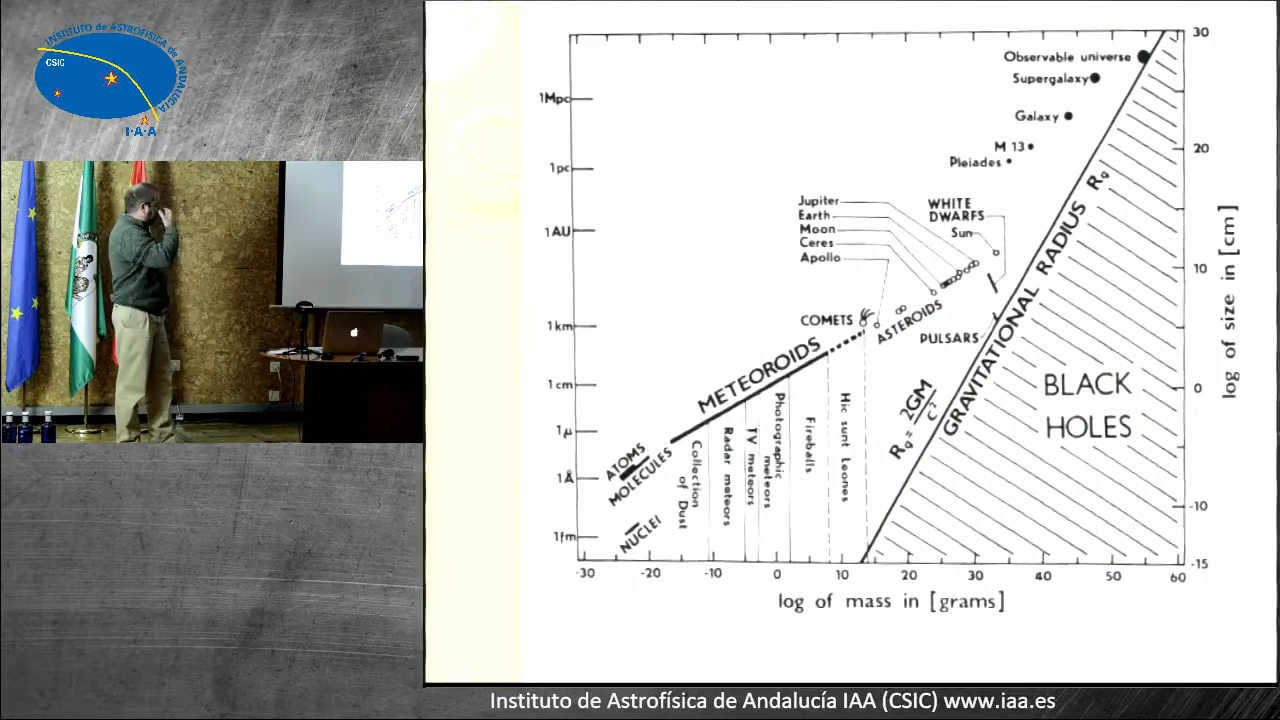 INSTITUTO de ASTROFÍSICA de ANDALUCÍA
CSIC
I-A-A
30
20
10
0
-10
-15
log of size in [cm]
1Mpc
1pc
1AU
1km
1cm
1μ
1Å
1fm
Observable universe
Supergalaxy
Galaxy
M 13
Pleiades
Jupiter
Earth
Moon
Ceres
Apollo
WHITE
DWARFS
Sun
COMETS
ASTEROIDS
PULSARS
METEOROIDS
ATOMS
MOLECULES
NUCLEI
Collection
of Dust
Radar meteors
TV meteors
Photographic
meteors
Fireballs
Hic sunt Leones
Rg = 2GM/c²
GRAVITATIONAL RADIUS Rg
BLACK
HOLES
-30
-20
-10
0
10
20
30
40
50
60
log of mass in [grams]
Instituto de Astrofísica de Andalucía IAA (CSIC) www.iaa.es